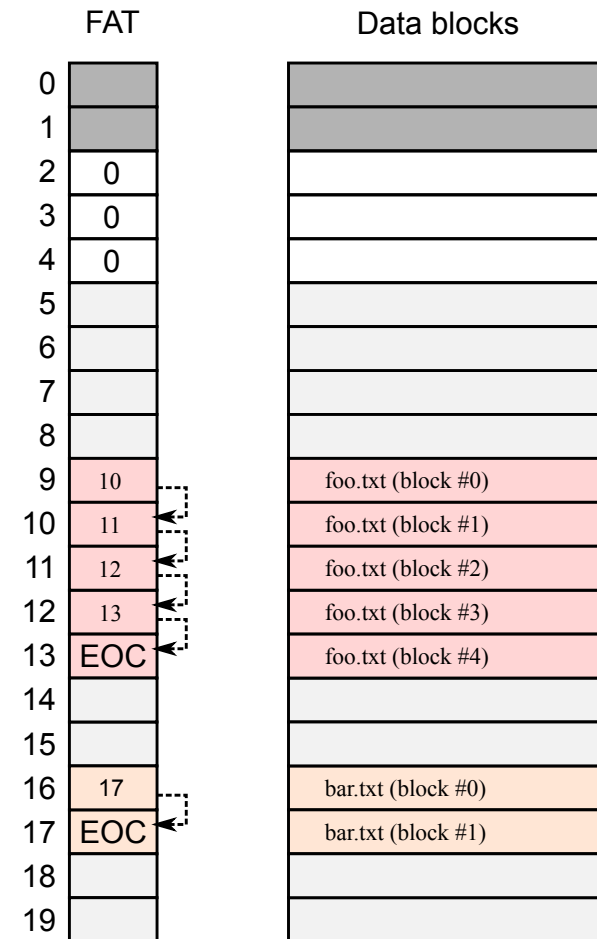 FAT Data blocks
0
1
2 0
3 0
4 0
5
6
7
8
9 10 foo.txt (block #0)
10 11 foo.txt (block #1)
11 12 foo.txt (block #2)
12 13 foo.txt (block #3)
13 EOC foo.txt (block #4)
14
15
16 17 bar.txt (block #0)
17 EOC bar.txt (block #1)
18
19